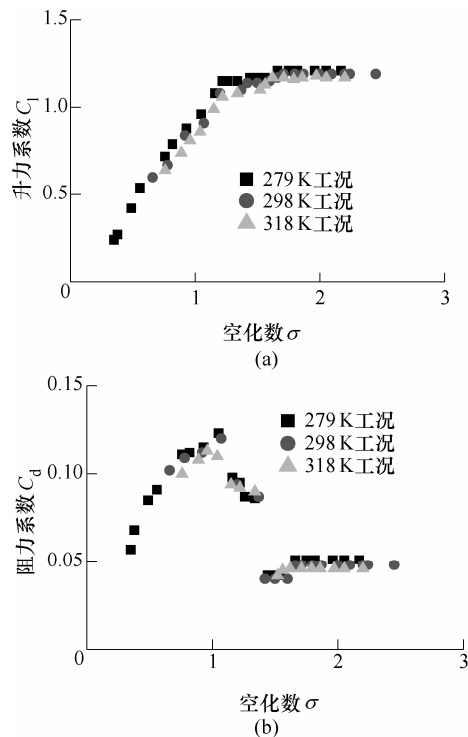 1.5
升力系数 Cl
1.0
0.5
279 K工况
298 K工况
318 K工况
0
1
2
3
空化数 σ
(a)
0.15
阻力系数 Cd
0.10
0.05
279 K工况
298 K工况
318 K工况
0
1
2
3
空化数 σ
(b)